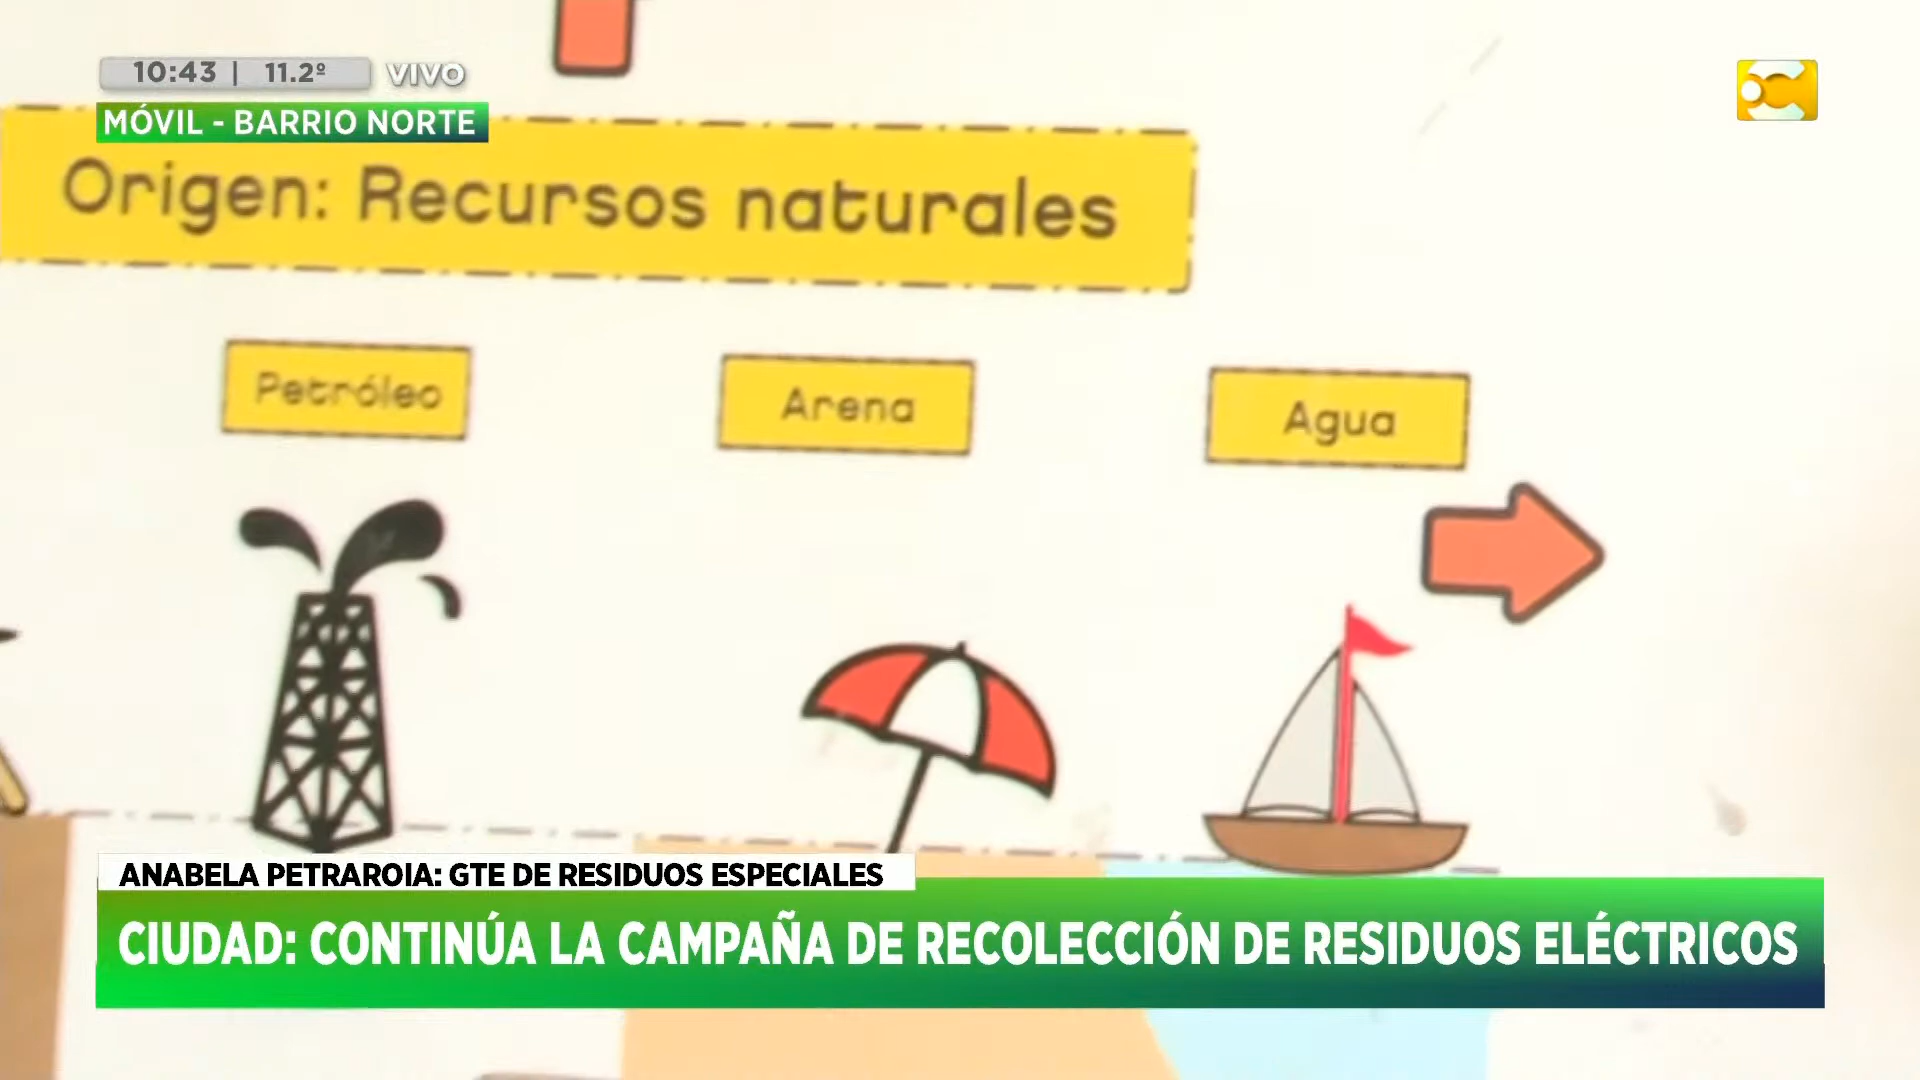 10:43 | 11.2º VIVO
MÓVIL - BARRIO NORTE
Origen: Recursos naturales
Petróleo
Arena
Agua
ANABELA PETRAROIA: GTE DE RESIDUOS ESPECIALES
CIUDAD: CONTINÚA LA CAMPAÑA DE RECOLECCIÓN DE RESIDUOS ELÉCTRICOS